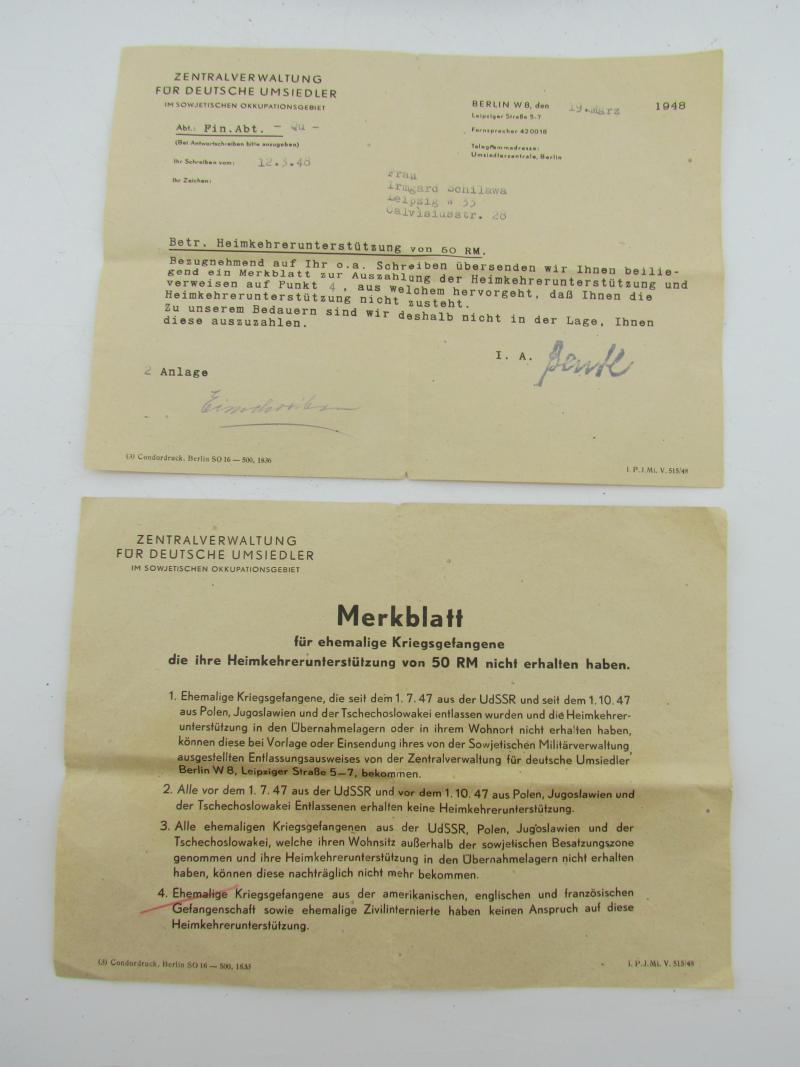 ZENTRALVERWALTUNG
FÜR DEUTSCHE UMSIEDLER
IM SOWJETISCHEN OKKUPATIONSGEBIET
Abt.: Fin.Abt. - Qu -
(Bei Antwortschreiben bitte anzugeben)
Ihr Schreiben vom: 12.3.48
Ihr Zeichen:
BERLIN W 8, den 19.März 1948
Leipziger Straße 5-7
Fernsprecher 420018
Telegrammadresse:
Umsiedlerzentrale, Berlin
Frau
Irmgard Schilawa
Leipzig W 33
Calvisiusstr. 28
Betr. Heimkehrerunterstützung von 50 RM.
Bezugnehmend auf Ihr o.a. Schreiben übersenden wir Ihnen beilie-
gend ein Merkblatt zur Auszahlung der Heimkehrerunterstützung und
verweisen auf Punkt 4 , aus welchem hervorgeht, daß Ihnen die
Heimkehrerunterstützung nicht zusteht.
Zu unserem Bedauern sind wir deshalb nicht in der Lage, Ihnen
diese auszuzahlen.
I. A.
2 Anlage
Einschreiben
(3) Condordruck, Berlin SO 16 — 500, 1836
I. P. J. Mi. V. 515/48
ZENTRALVERWALTUNG
FÜR DEUTSCHE UMSIEDLER
IM SOWJETISCHEN OKKUPATIONSGEBIET
Merkblatt
für ehemalige Kriegsgefangene
die ihre Heimkehrerunterstützung von 50 RM nicht erhalten haben.
1. Ehemalige Kriegsgefangene, die seit dem 1. 7. 47 aus der UdSSR und seit dem 1. 10. 47
aus Polen, Jugoslawien und der Tschechoslowakei entlassen wurden und die Heimkehrer-
unterstützung in den Übernahmelagern oder in ihrem Wohnort nicht erhalten haben,
können diese bei Vorlage oder Einsendung ihres von der Sowjetischen Militärverwaltung
ausgestellten Entlassungsausweises von der Zentralverwaltung für deutsche Umsiedler
Berlin W 8, Leipziger Straße 5–7, bekommen.
2. Alle vor dem 1. 7. 47 aus der UdSSR und vor dem 1. 10. 47 aus Polen, Jugoslawien und
der Tschechoslowakei Entlassenen erhalten keine Heimkehrerunterstützung.
3. Alle ehemaligen Kriegsgefangenen aus der UdSSR, Polen, Jugoslawien und der
Tschechoslowakei, welche ihren Wohnsitz außerhalb der sowjetischen Besatzungszone
genommen und ihre Heimkehrerunterstützung in den Übernahmelagern nicht erhalten
haben, können diese nachträglich nicht mehr bekommen.
4. Ehemalige Kriegsgefangene aus der amerikanischen, englischen und französischen
Gefangenschaft sowie ehemalige Zivilinternierte haben keinen Anspruch auf diese
Heimkehrerunterstützung.
(3) Condordruck, Berlin SO 16 — 500,
I. P. J. Mi. V. 515/48